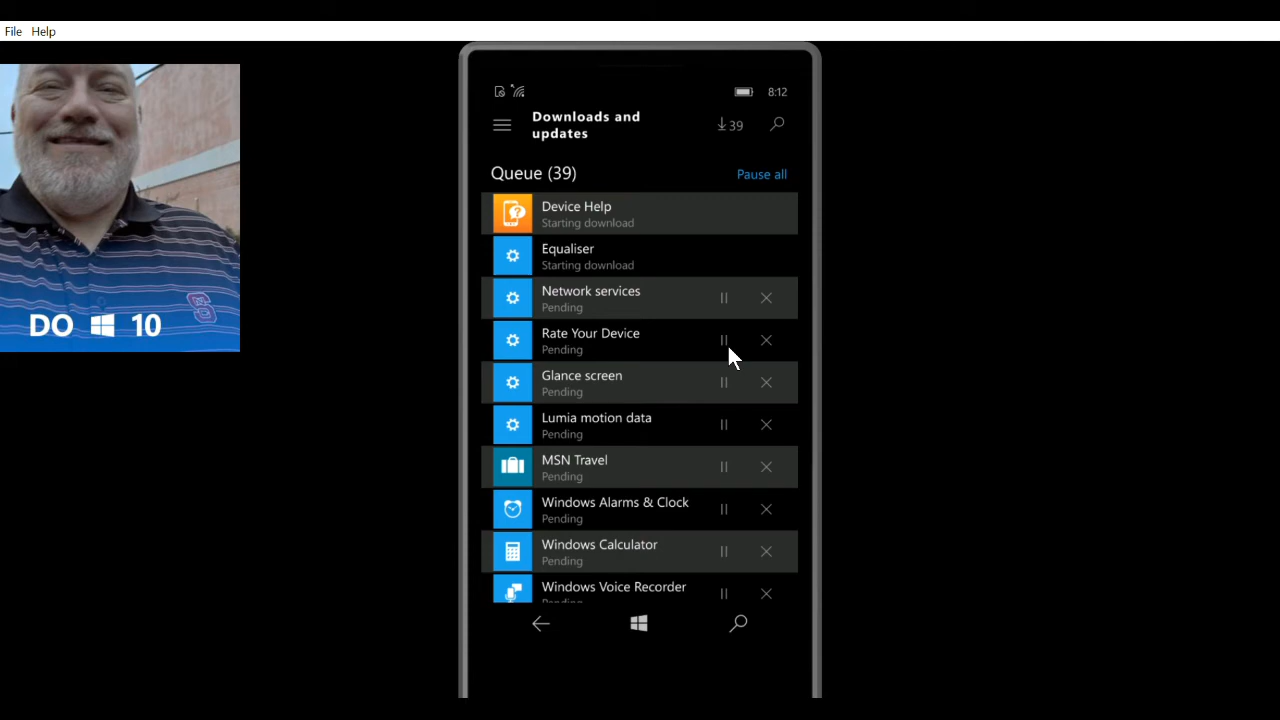 File Help
8:12
Downloads and
updates
39
Queue (39)
Pause all
Device Help
Starting download
Equaliser
Starting download
Network services
Pending
Rate Your Device
Pending
Glance screen
Pending
Lumia motion data
Pending
MSN Travel
Pending
Windows Alarms & Clock
Pending
Windows Calculator
Pending
Windows Voice Recorder
Pending
DO 10
S